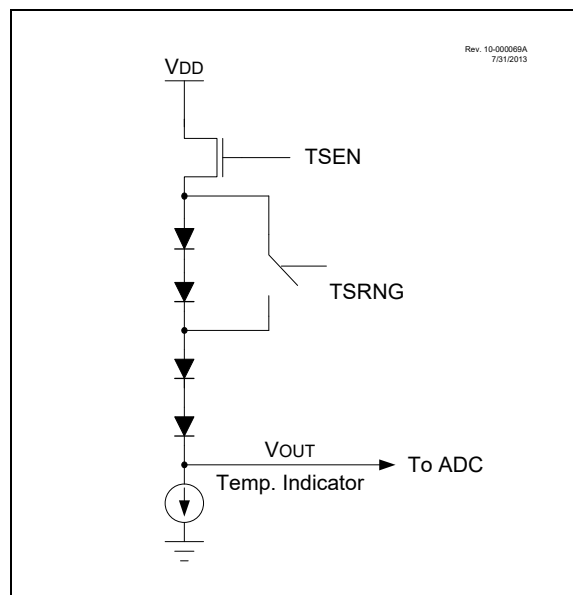 Rev. 10-000069A
7/31/2013
VDD
TSEN
TSRNG
VOUT
Temp. Indicator
To ADC